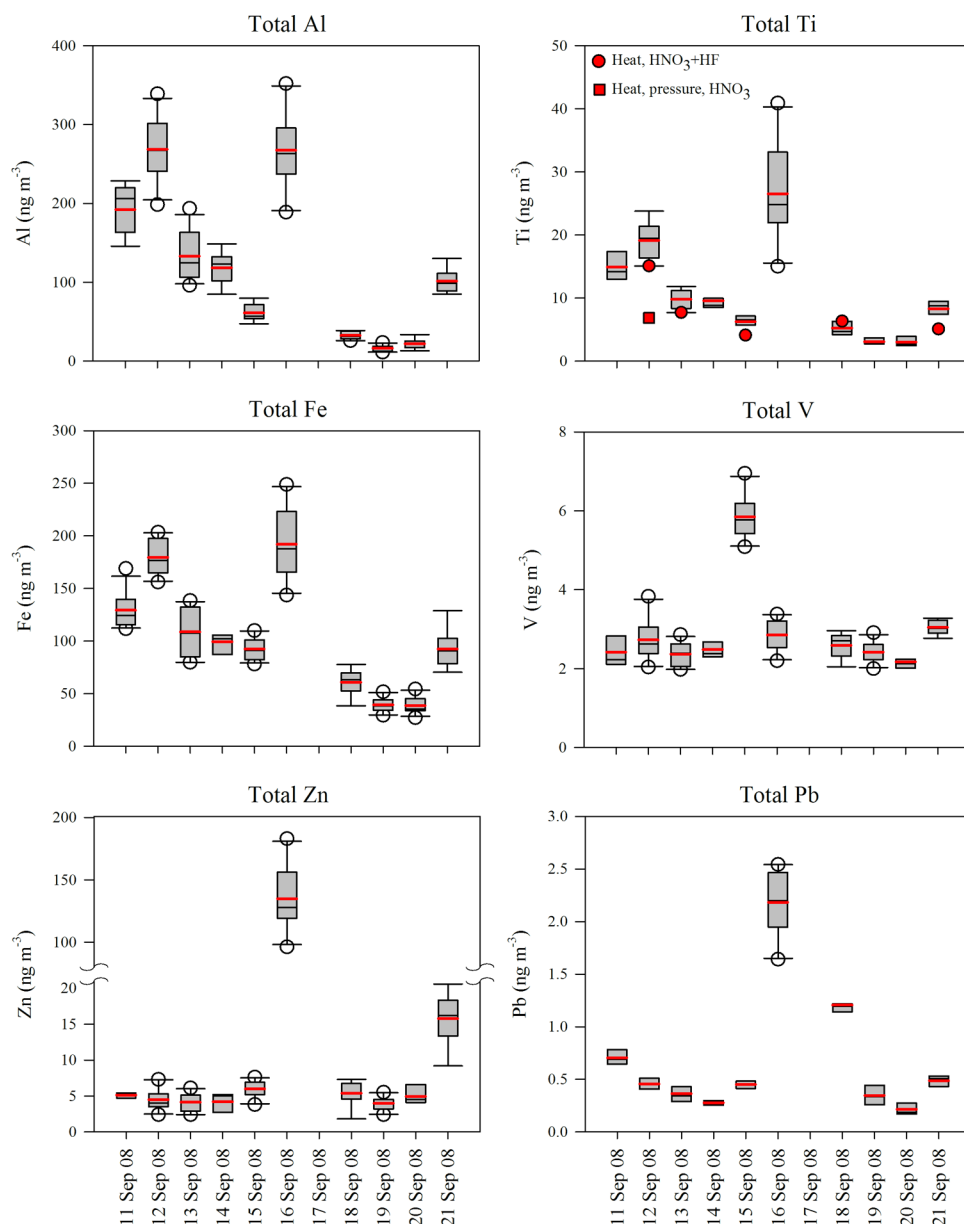 Total Al
400
300
200
100
0
Al (ng m-3)
Total Ti
Heat, HNO3+HF
Heat, pressure, HNO3
50
40
30
20
10
0
Ti (ng m-3)
Total Fe
300
250
200
150
100
50
0
Fe (ng m-3)
Total V
8
6
4
2
0
V (ng m-3)
Total Zn
200
150
100
20
15
10
5
0
Zn (ng m-3)
11 Sep 08
12 Sep 08
13 Sep 08
14 Sep 08
15 Sep 08
16 Sep 08
17 Sep 08
18 Sep 08
19 Sep 08
20 Sep 08
21 Sep 08
Total Pb
3.0
2.5
2.0
1.5
1.0
0.5
0.0
Pb (ng m-3)
11 Sep 08
12 Sep 08
13 Sep 08
14 Sep 08
15 Sep 08
16 Sep 08
17 Sep 08
18 Sep 08
19 Sep 08
20 Sep 08
21 Sep 08